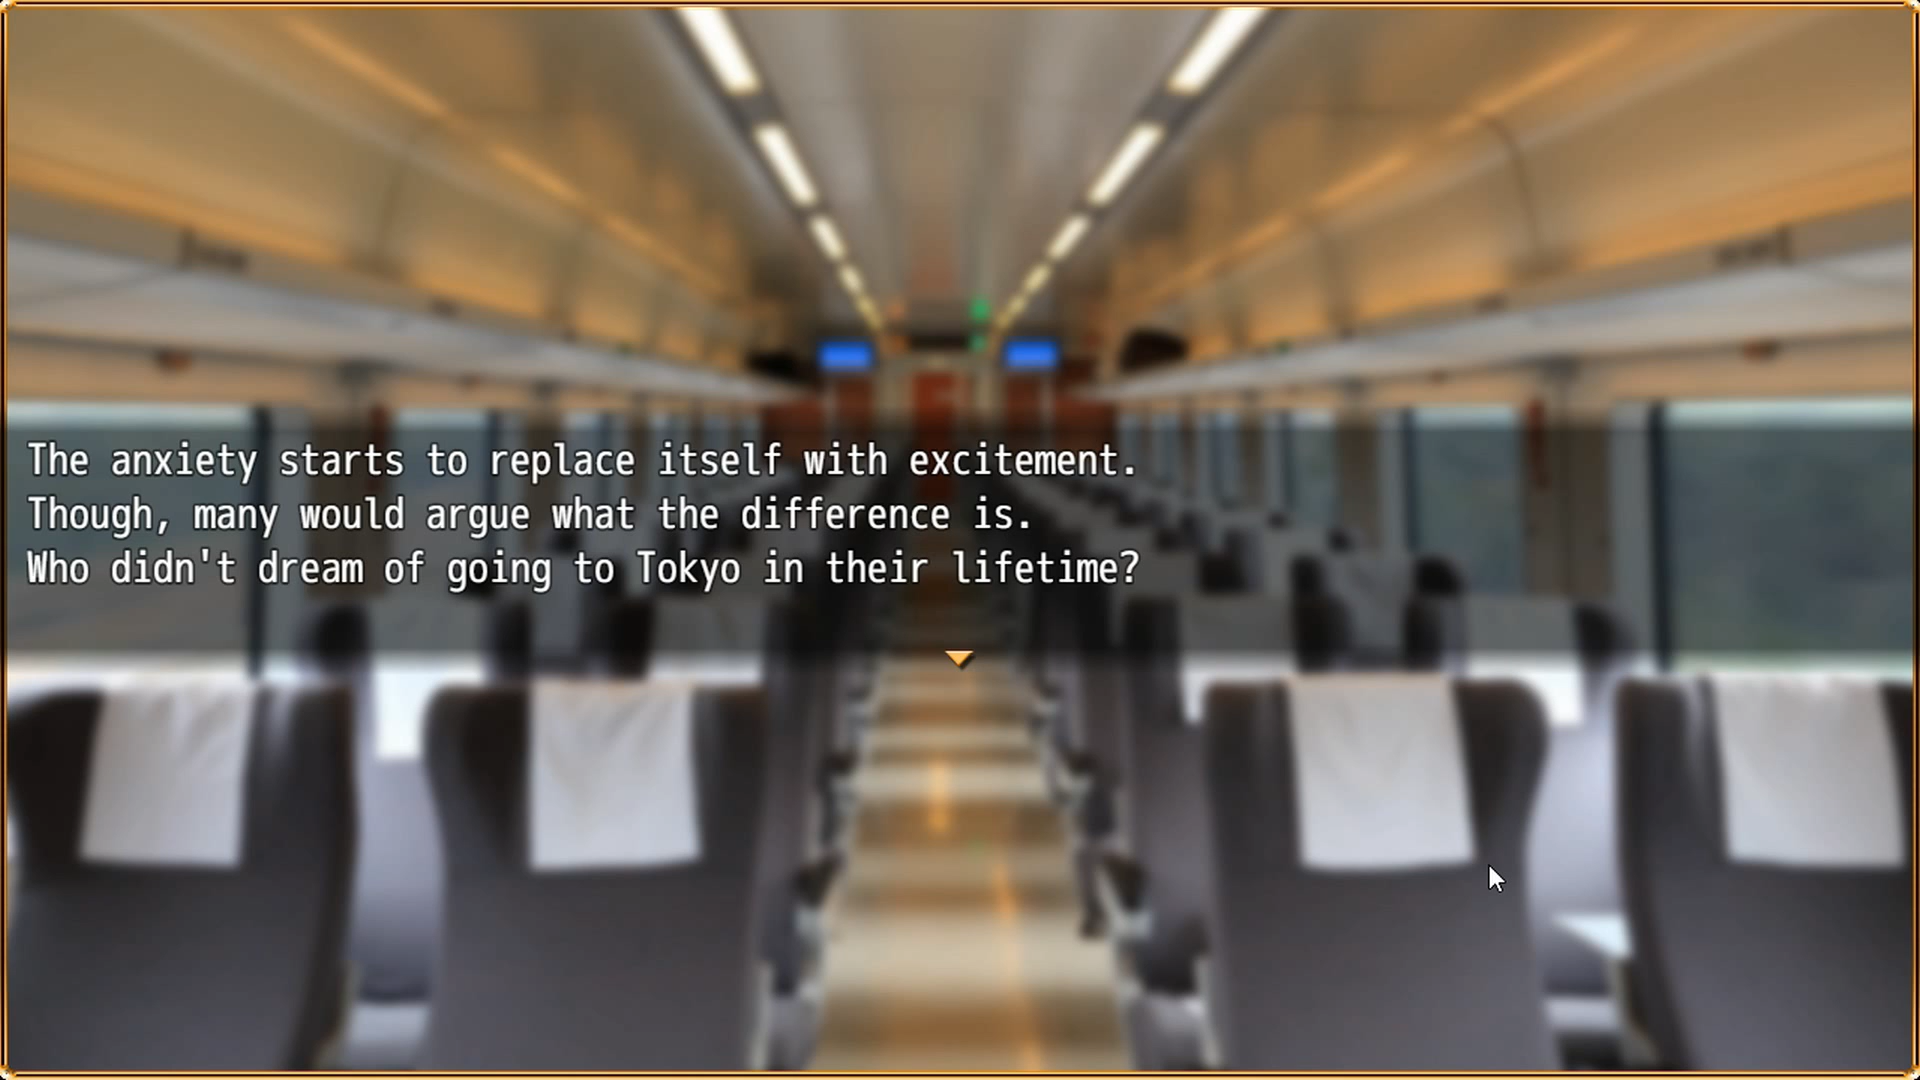 The anxiety starts to replace itself with excitement.
Though, many would argue what the difference is.
Who didn't dream of going to Tokyo in their lifetime?